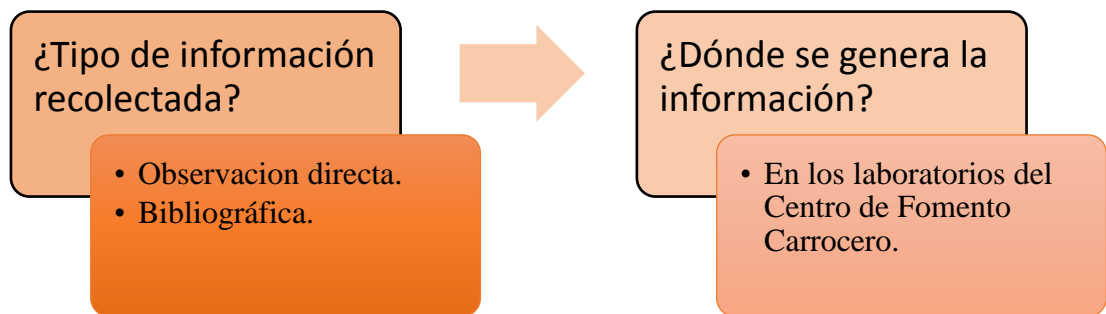 ¿Tipo de información
recolectada?
• Observacion directa.
• Bibliográfica.
¿Dónde se genera la
información?
• En los laboratorios del
Centro de Fomento
Carrocero.